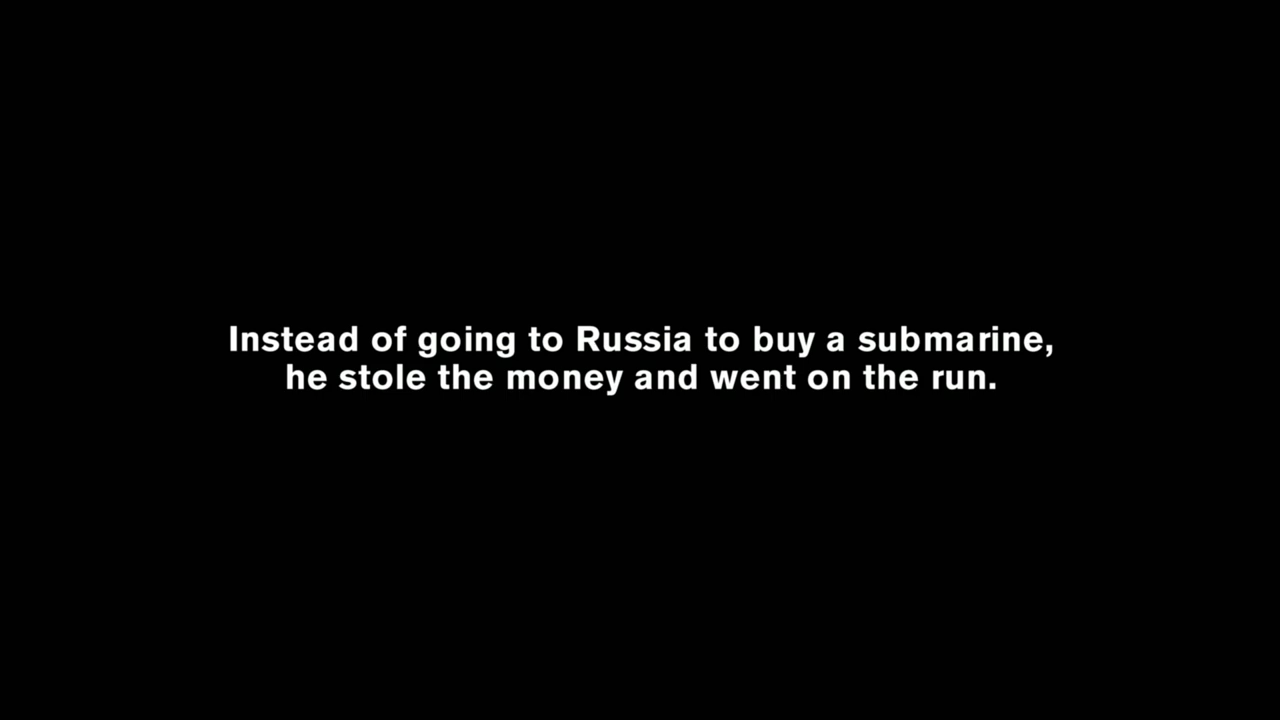 Instead of going to Russia to buy a submarine,
he stole the money and went on the run.